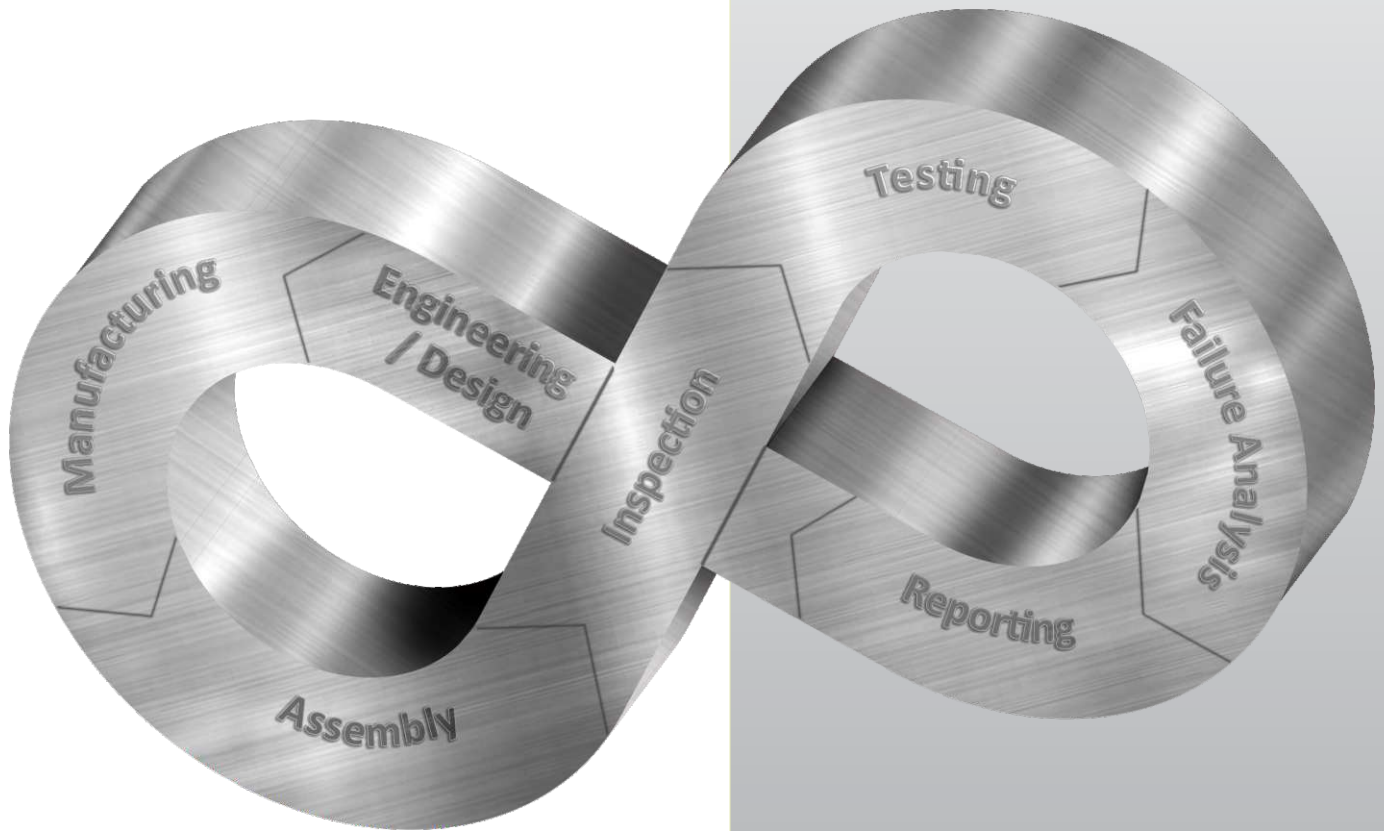 Engineering
/ Design
Manufacturing
Assembly
Inspection
Testing
Failure Analysis
Reporting